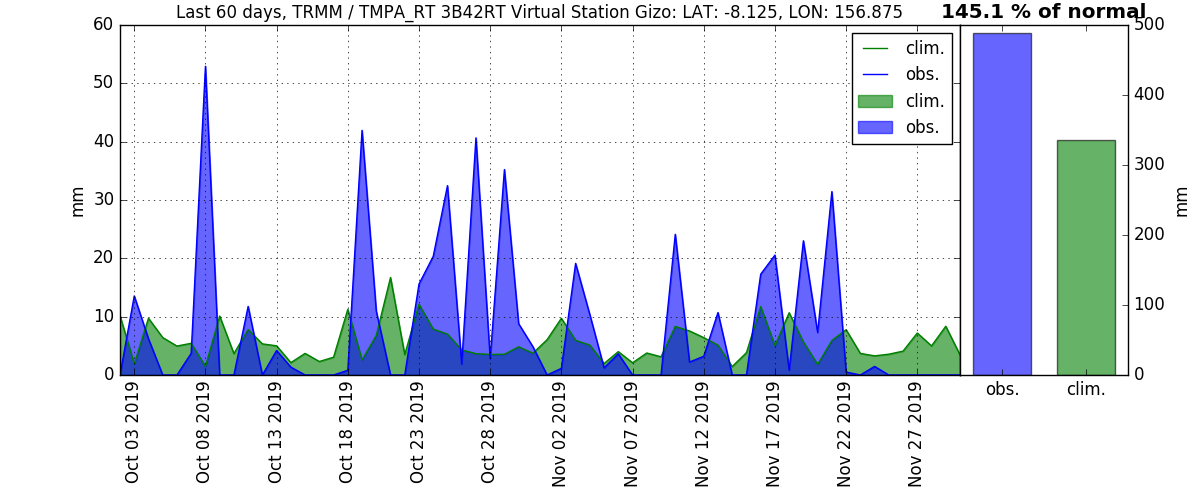 Last 60 days, TRMM / TMPA_RT 3B42RT Virtual Station Gizo: LAT: -8.125, LON: 156.875
145.1 % of normal
60
50
40
30
20
10
0
mm
clim.
obs.
clim.
obs.
Oct 03 2019
Oct 08 2019
Oct 13 2019
Oct 18 2019
Oct 23 2019
Oct 28 2019
Nov 02 2019
Nov 07 2019
Nov 12 2019
Nov 17 2019
Nov 22 2019
Nov 27 2019
500
400
300
200
100
0
mm
obs.
clim.